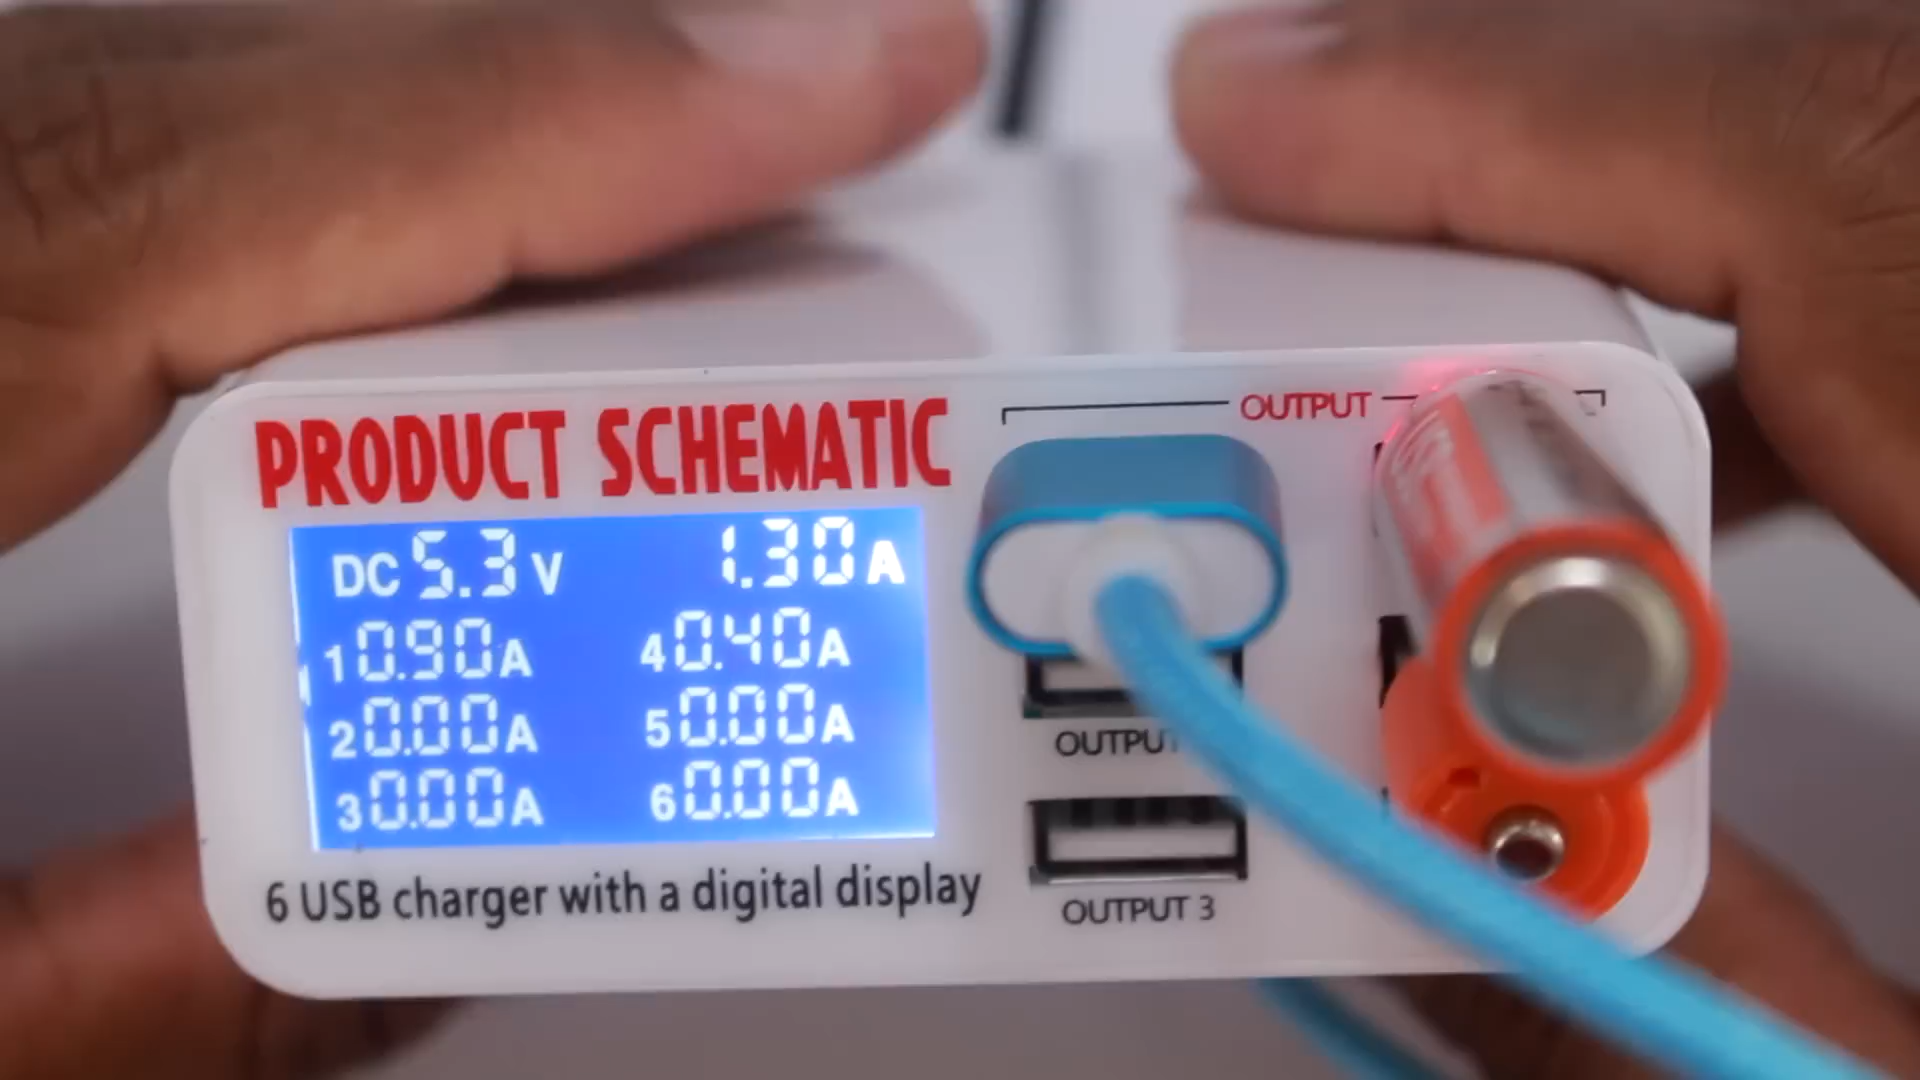 PRODUCT SCHEMATIC
DC 5.3 V 1.30 A
1 0.90 A 4 0.40 A
2 0.00 A 5 0.00 A
3 0.00 A 6 0.00 A
6 USB charger with a digital display
OUTPUT
OUTPUT 3